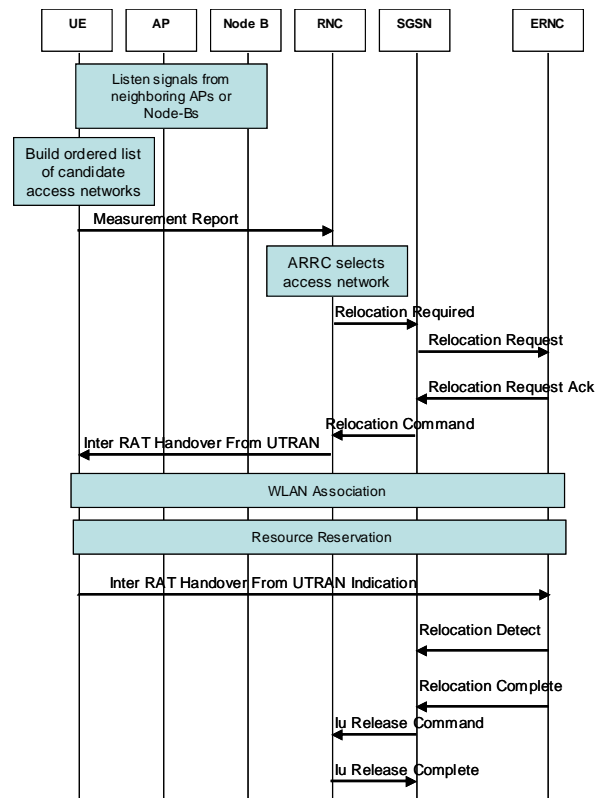 UE AP Node B RNC SGSN ERNC
Listen signals from
neighboring APs or
Node-Bs
Build ordered list
of candidate
access networks
Measurement Report
ARRC selects
access network
Relocation Required
Relocation Request
Relocation Request Ack
Relocation Command
Inter RAT Handover From UTRAN
WLAN Association
Resource Reservation
Inter RAT Handover From UTRAN Indication
Relocation Detect
Relocation Complete
Iu Release Command
Iu Release Complete